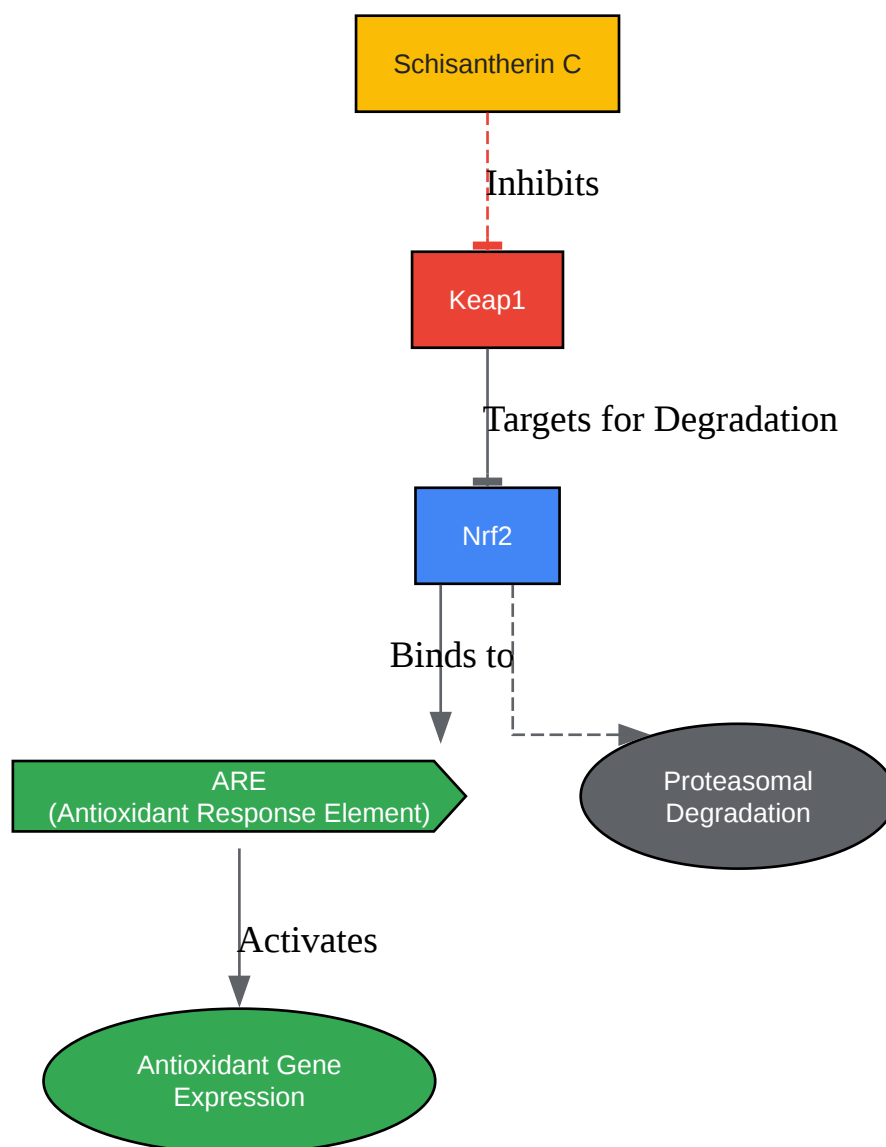 Schisantherin C
Inhibits
Keap1
Targets for Degradation
Nrf2
Binds to
ARE
(Antioxidant Response Element)
Proteasomal
Degradation
Activates
Antioxidant Gene
Expression